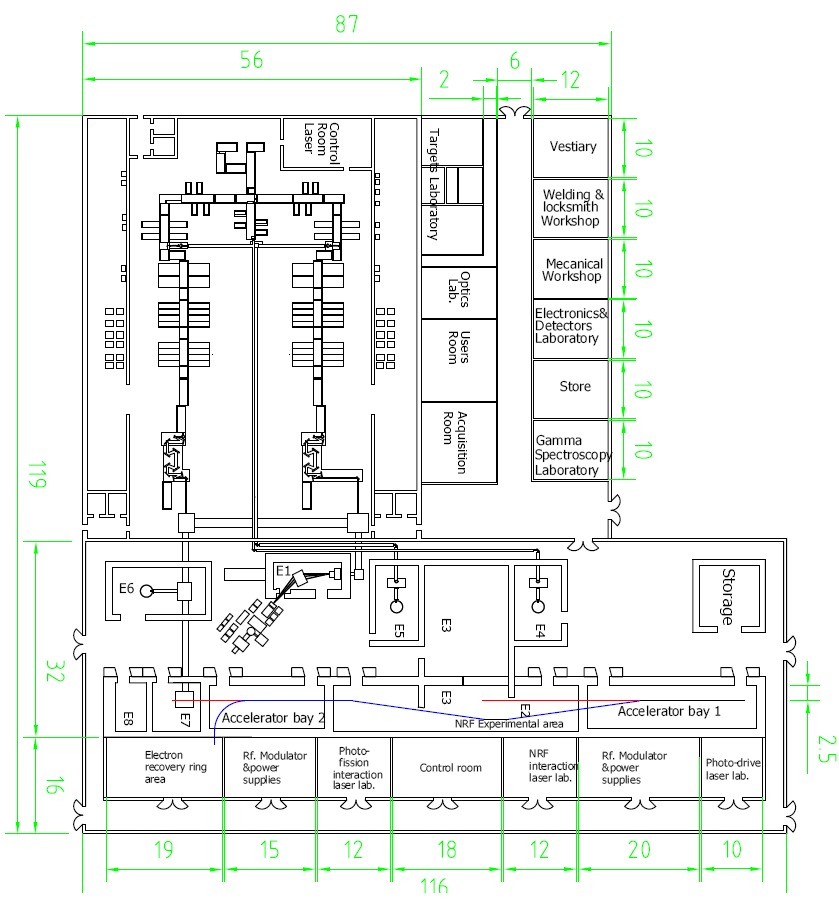 87
56
6
2
12
Control
Room
Laser
Targets Laboratory
Vestiary
10
Welding &
locksmith
Workshop
10
Mecanical
Workshop
10
Optics
Lab.
Electronics&
Detectors
Laboratory
10
Users
Room
Store
10
Acquisition
Room
Gamma
Spectroscopy
Laboratory
10
119
E6
E1
E5
E3
E4
Storage
32
E8
E7
Accelerator bay 2
E3
E2
NRF Experimental area
Accelerator bay 1
2.5
16
Electron
recovery ring
area
Rf. Modulator
&power
supplies
Photo-
fission
interaction
laser lab.
Control room
NRF
interaction
laser lab.
Rf. Modulator
&power
supplies
Photo-drive
laser lab.
19
15
12
18
12
20
10
116